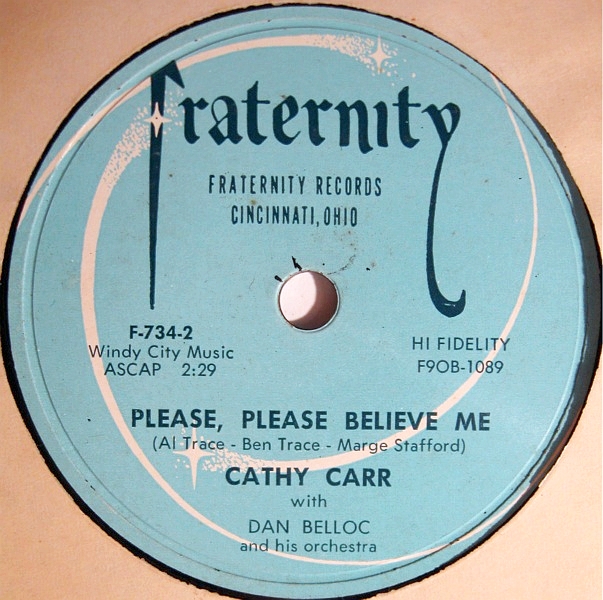 fraternity
FRATERNITY RECORDS
CINCINNATI, OHIO
F-734-2
Windy City Music
ASCAP 2:29
HI FIDELITY
F9OB-1089
PLEASE, PLEASE BELIEVE ME
(Al Trace - Ben Trace - Marge Stafford)
CATHY CARR
with
DAN BELLOC
and his orchestra